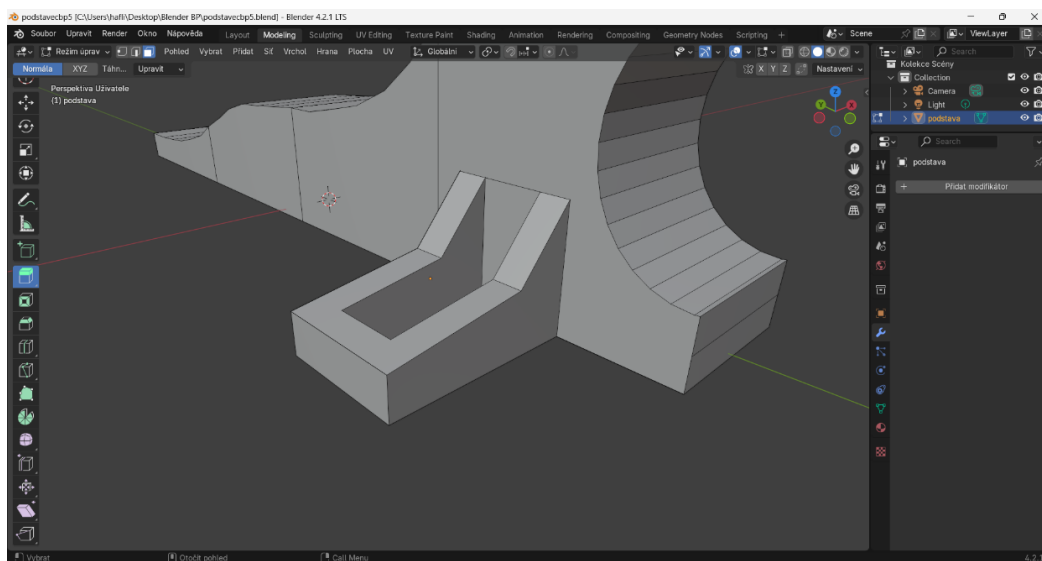 podstavecbp5 [C:\Users\hafli\Desktop\Blender BP\podstavecbp5.blend] - Blender 4.2.1 LTS
Soubor Upravit Render Okno Nápověda Layout Modeling Sculpting UV Editing Texture Paint Shading Animation Rendering Compositing Geometry Nodes Scripting + Scene ViewLayer
Režim úprav Pohled Vybrat Přidat Síť Vrchol Hrana Plocha UV Globální Search
Normála XYZ Táhn... Upravit X Y Z Nastavení
Kolekce Scény
Perspektiva Uživatele
(1) podstava
Collection
Camera
Light
podstava
Z
Y
X
Search
podstava
+ Přidat modifikátor
Vybrat Otočit pohled Call Menu 4.2.1